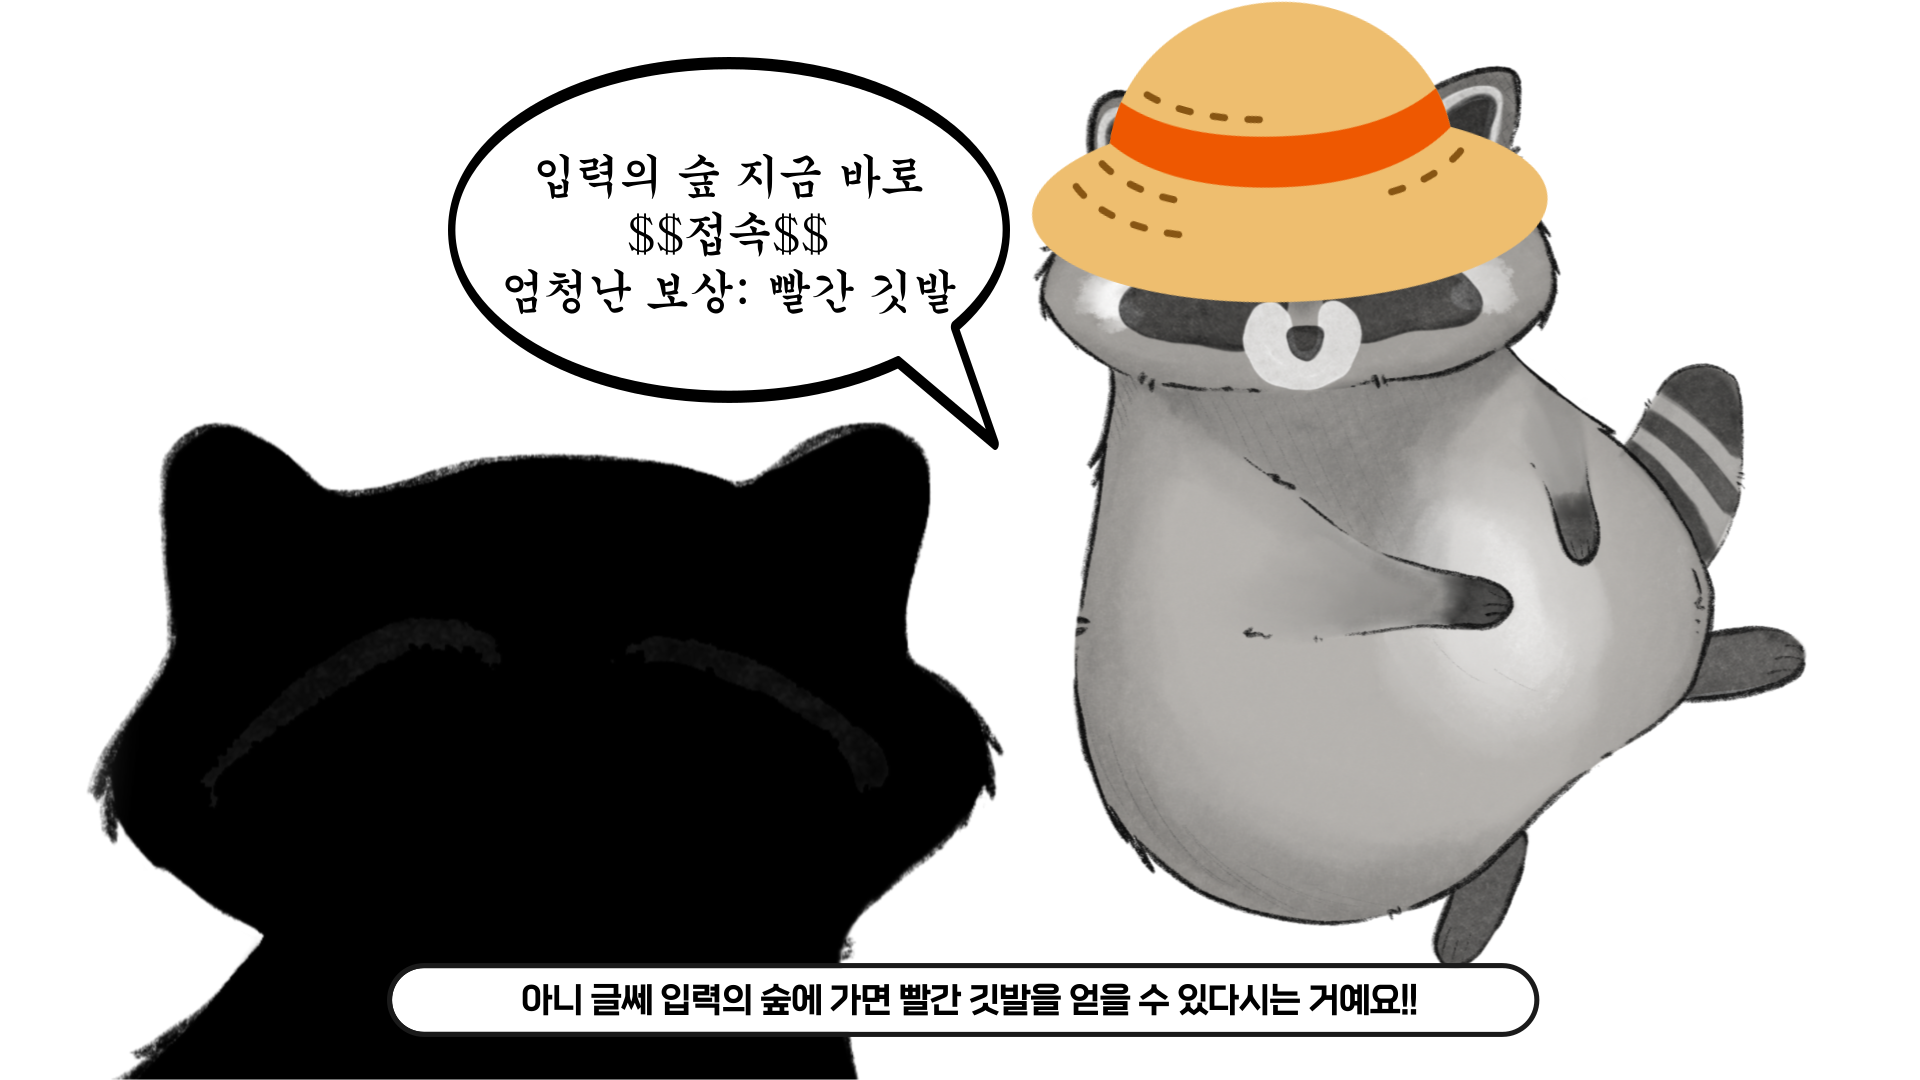 입력의 숲 지금 바로
$$접속$$
엄청난 보상: 빨간 깃발
아니 글쎄 입력의 숲에 가면 빨간 깃발을 얻을 수 있다시는 거예요!!